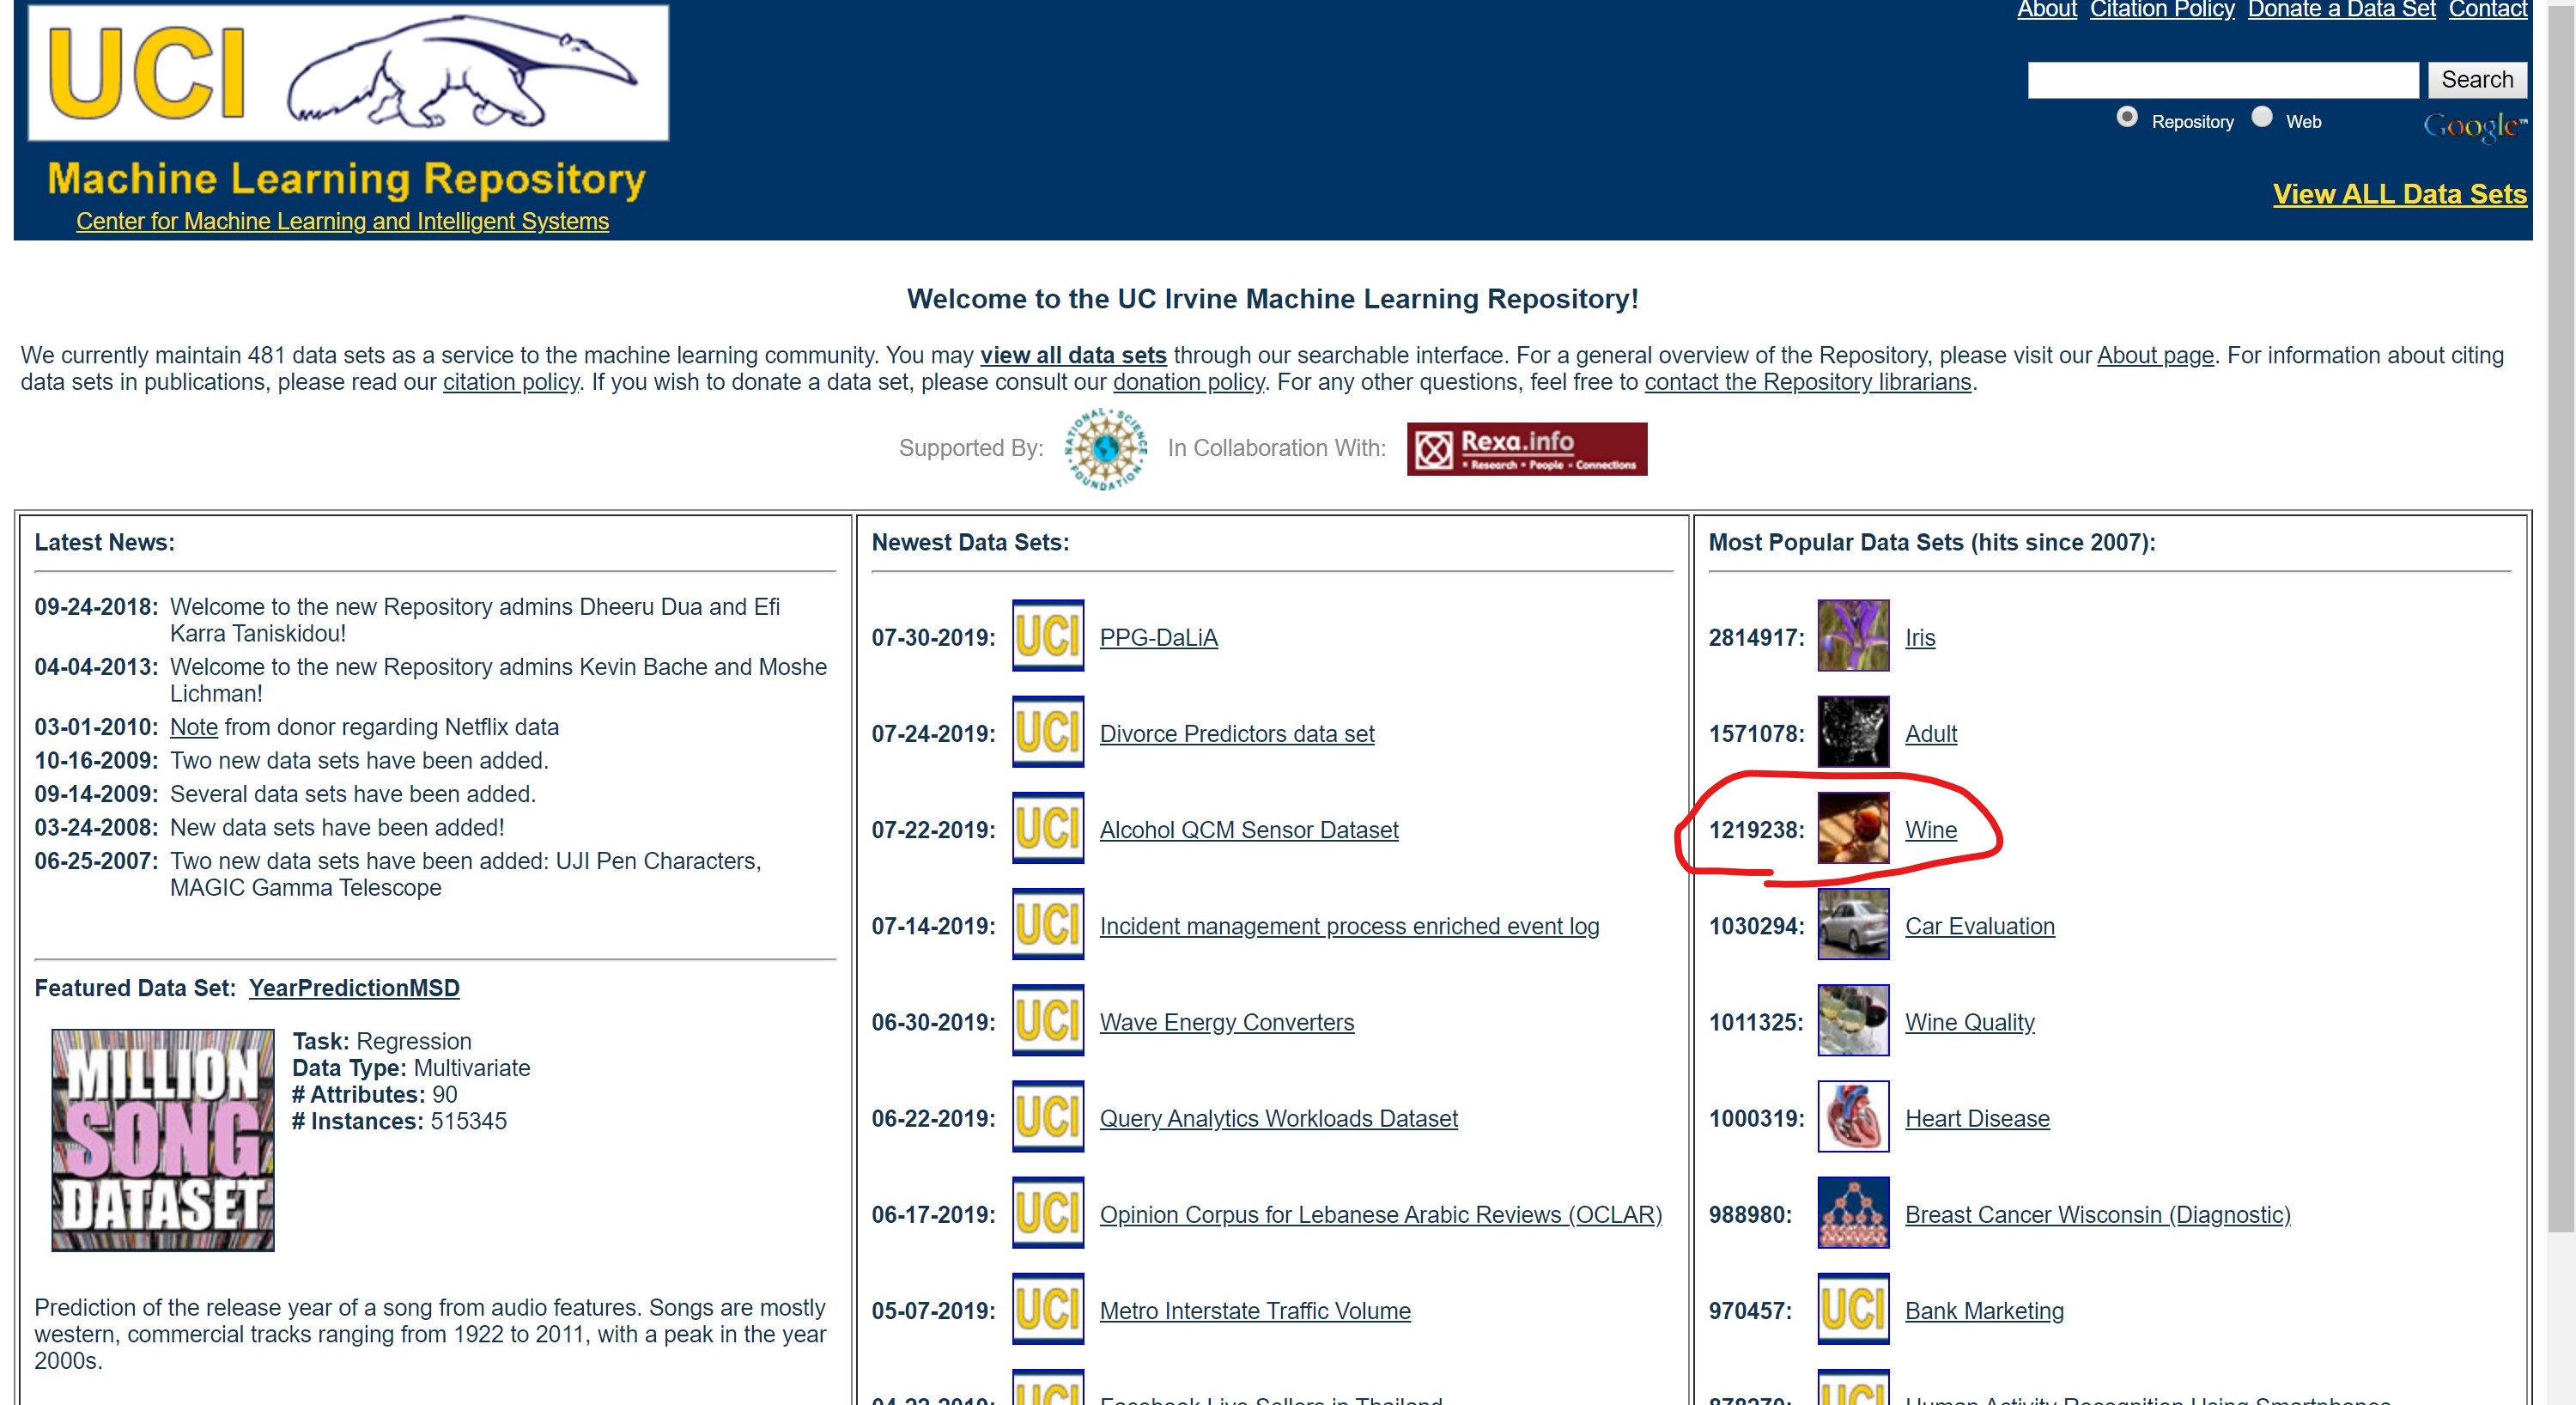 About Citation Policy Donate a Data Set Contact
UCI
Search
Repository Web Google™
Machine Learning Repository
View ALL Data Sets
Center for Machine Learning and Intelligent Systems
Welcome to the UC Irvine Machine Learning Repository!
We currently maintain 481 data sets as a service to the machine learning community. You may view all data sets through our searchable interface. For a general overview of the Repository, please visit our About page. For information about citing
data sets in publications, please read our citation policy. If you wish to donate a data set, please consult our donation policy. For any other questions, feel free to contact the Repository librarians.
Supported By: NATIONAL SCIENCE FOUNDATION In Collaboration With: Rexa.info
Research • People • Connections
Latest News:
09-24-2018: Welcome to the new Repository admins Dheeru Dua and Efi
Karra Taniskidou!
04-04-2013: Welcome to the new Repository admins Kevin Bache and Moshe
Lichman!
03-01-2010: Note from donor regarding Netflix data
10-16-2009: Two new data sets have been added.
09-14-2009: Several data sets have been added.
03-24-2008: New data sets have been added!
06-25-2007: Two new data sets have been added: UJI Pen Characters,
MAGIC Gamma Telescope
Featured Data Set: YearPredictionMSD
MILLION
SONG
DATASET
Task: Regression
Data Type: Multivariate
# Attributes: 90
# Instances: 515345
Prediction of the release year of a song from audio features. Songs are mostly
western, commercial tracks ranging from 1922 to 2011, with a peak in the year
2000s.
Newest Data Sets:
07-30-2019: UCI PPG-DaLiA
07-24-2019: UCI Divorce Predictors data set
07-22-2019: UCI Alcohol QCM Sensor Dataset
07-14-2019: UCI Incident management process enriched event log
06-30-2019: UCI Wave Energy Converters
06-22-2019: UCI Query Analytics Workloads Dataset
06-17-2019: UCI Opinion Corpus for Lebanese Arabic Reviews (OCLAR)
05-07-2019: UCI Metro Interstate Traffic Volume
UCI Facebook Live Sellers in Thailand
Most Popular Data Sets (hits since 2007):
2814917: Iris
1571078: Adult
1219238: Wine
1030294: Car Evaluation
1011325: Wine Quality
1000319: Heart Disease
988980: Breast Cancer Wisconsin (Diagnostic)
970457: UCI Bank Marketing
UCI Human Activity Recognition Using Smartphones